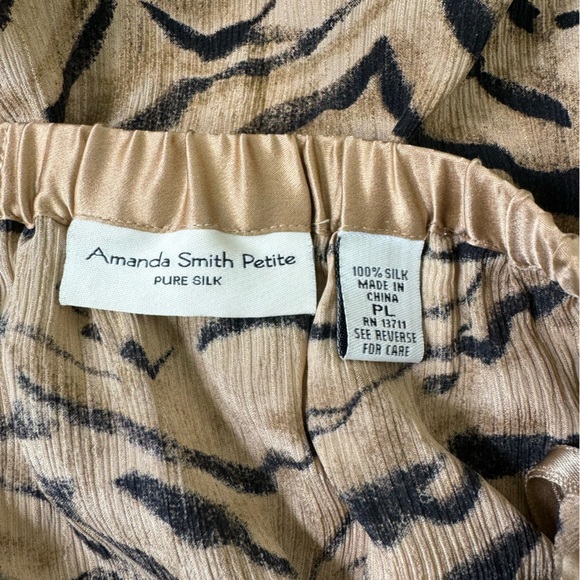 Amanda Smith Petite
PURE SILK
100% SILK
MADE IN
CHINA
PL
RN 13711
SEE REVERSE
FOR CARE